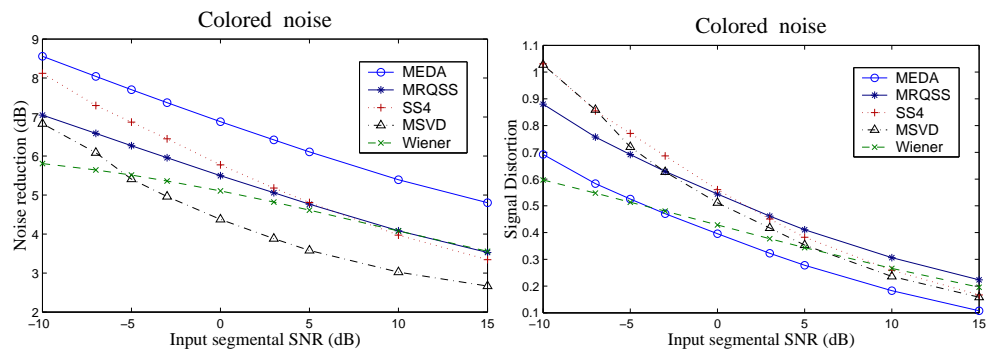 Colored noise
Noise reduction (dB)
9
8
7
6
5
4
3
2
MEDA
MRQSS
SS4
MSVD
Wiener
−10
−5
0
5
10
15
Input segmental SNR (dB)
Colored noise
Signal Distortion
1.1
1
0.9
0.8
0.7
0.6
0.5
0.4
0.3
0.2
0.1
MEDA
MRQSS
SS4
MSVD
Wiener
−10
−5
0
5
10
15
Input segmental SNR (dB)